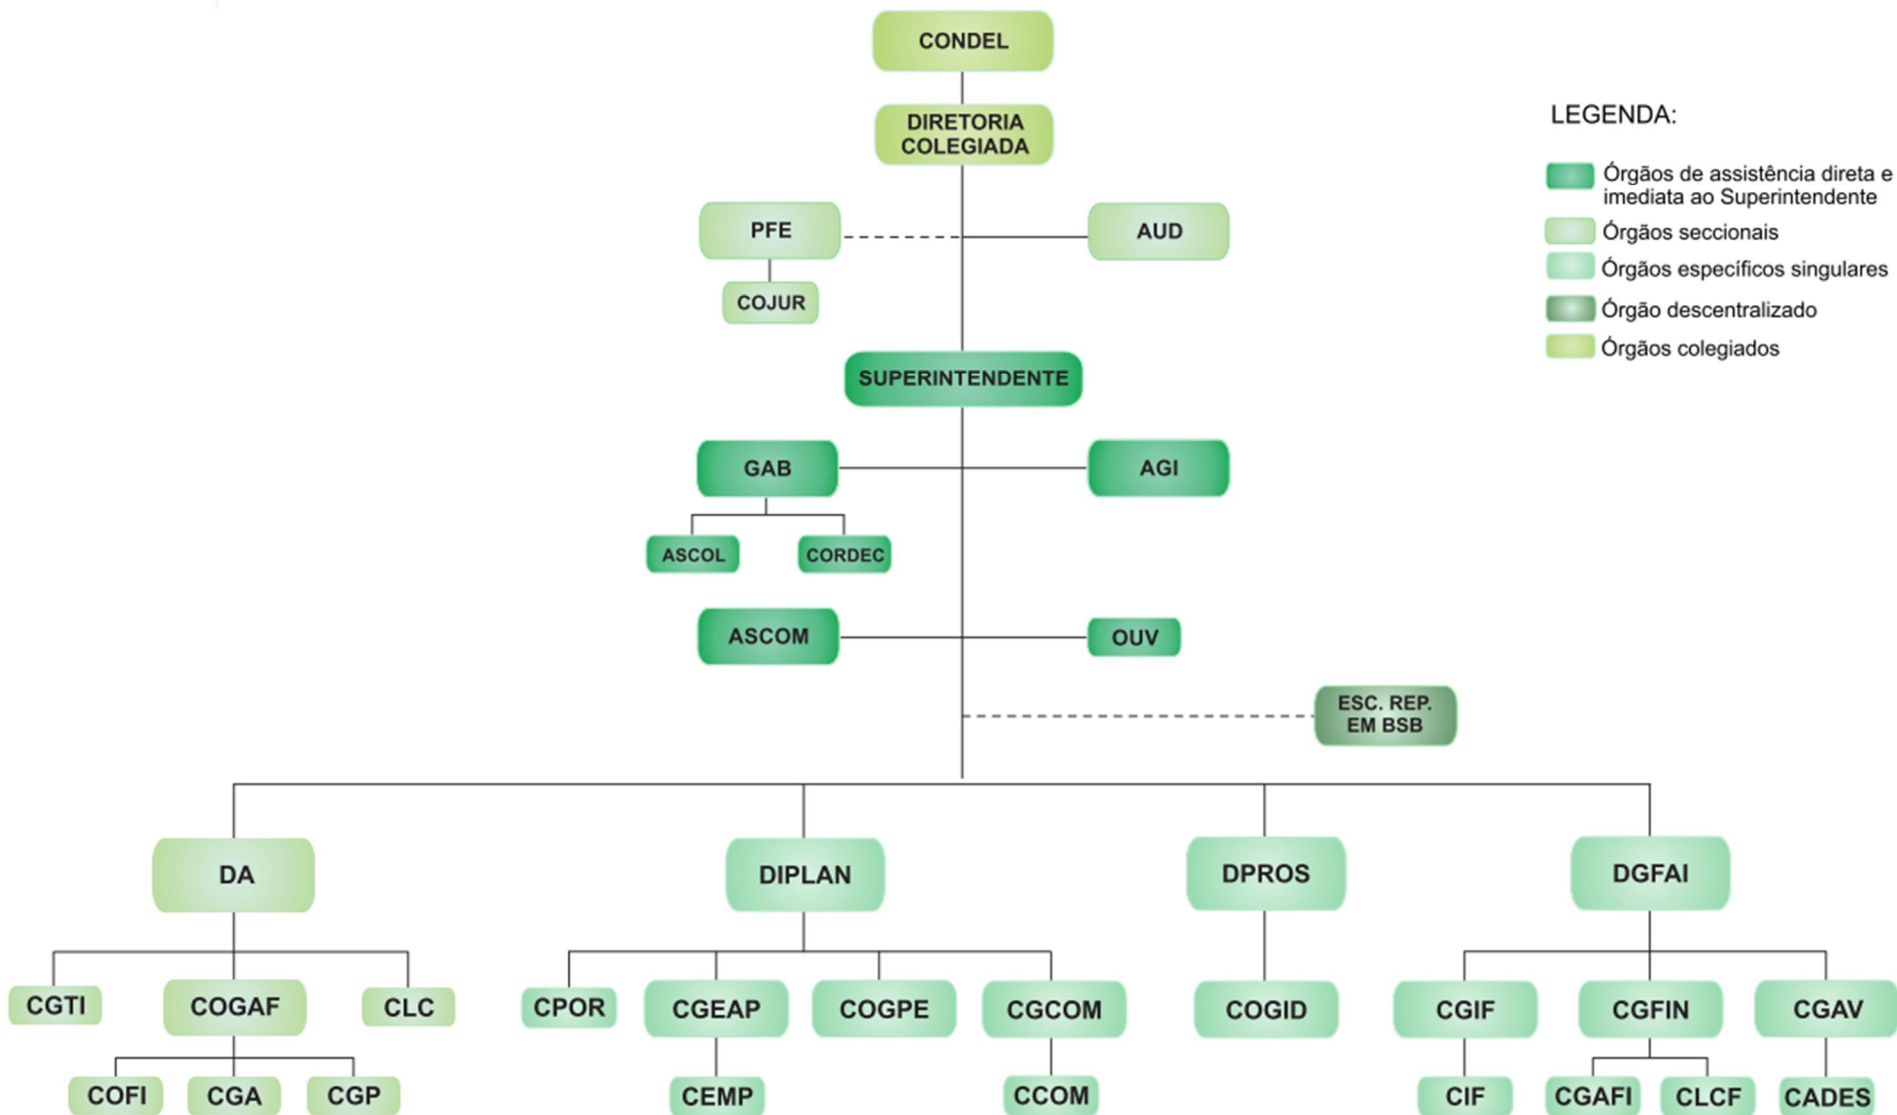 CONDEL
DIRETORIA
COLEGIADA
LEGENDA:
Órgãos de assistência direta e
imediata ao Superintendente
Órgãos seccionais
Órgãos específicos singulares
Órgão descentralizado
Órgãos colegiados
PFE
AUD
COJUR
SUPERINTENDENTE
GAB
AGI
ASCOL
CORDEC
ASCOM
OUV
ESC. REP.
EM BSB
DA
DIPLAN
DPROS
DGFAI
CGTI
COGAF
CLC
CPOR
CGEAP
COGPE
CGCOM
COGID
CGIF
CGFIN
CGAV
COFI
CGA
CGP
CEMP
CCOM
CIF
CGAFI
CLCF
CADES